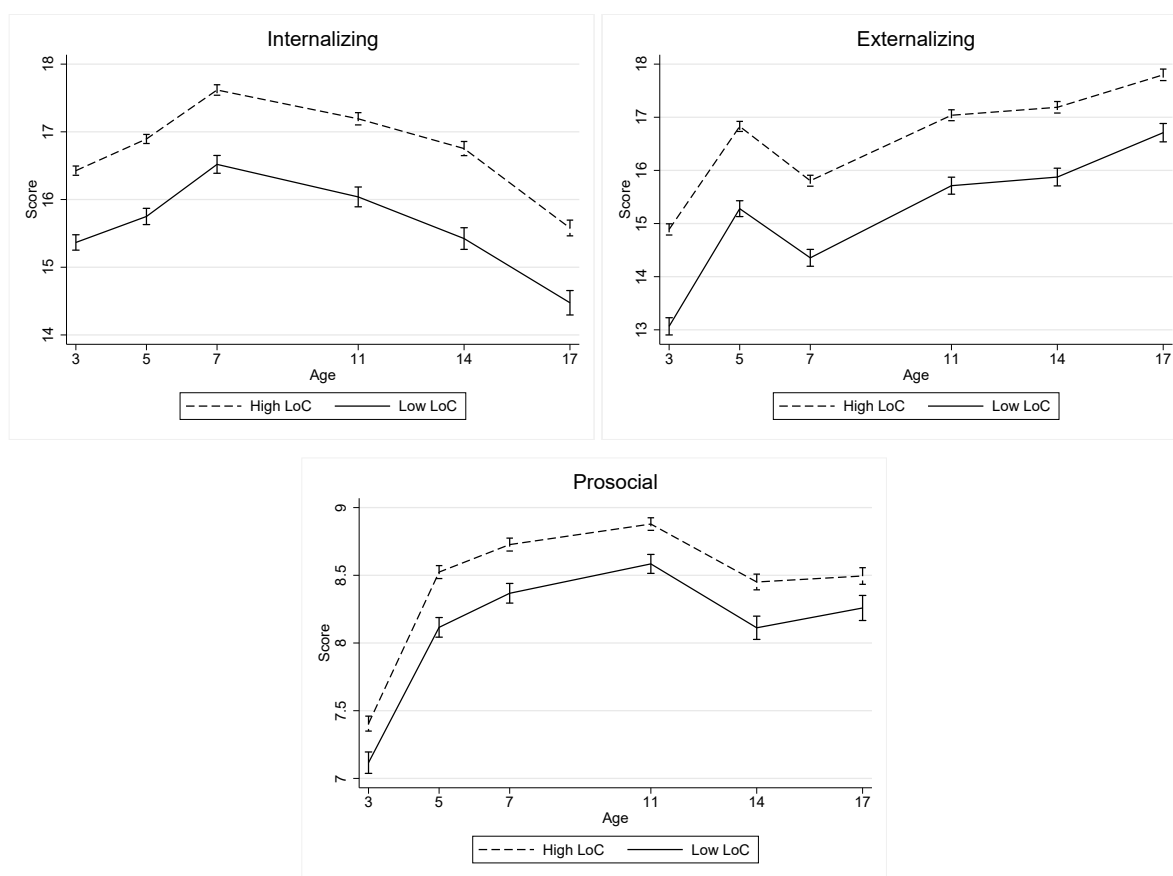 Internalizing
18
17
16
15
14
Score
3 5 7 11 14 17
Age
High LoC Low LoC
Externalizing
18
17
16
15
14
13
Score
3 5 7 11 14 17
Age
High LoC Low LoC
Prosocial
9
8.5
8
7.5
7
Score
3 5 7 11 14 17
Age
High LoC Low LoC